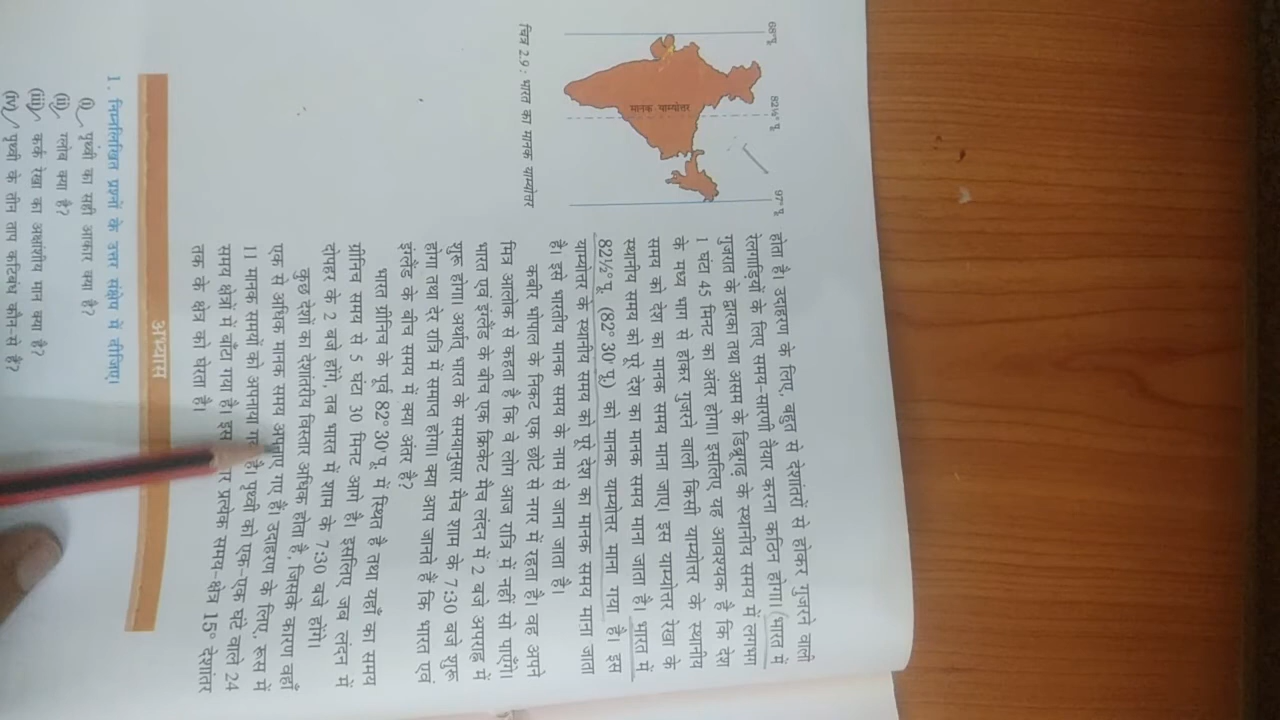 68°पू.
82½° पू.
97° पू.
मानक याम्योत्तर
चित्र 2.9 : भारत का मानक याम्योत्तर
होता है। उदाहरण के लिए, बहुत से देशांतरों से होकर गुजरने वाली
रेलगाड़ियों के लिए समय-सारणी तैयार करना कठिन होगा। भारत में
गुजरात के द्वारका तथा असम के डिब्रूगढ़ के स्थानीय समय में लगभग
1 घंटा 45 मिनट का अंतर होगा। इसलिए यह आवश्यक है कि देश
के मध्य भाग से होकर गुजरने वाली किसी याम्योत्तर के स्थानीय
समय को देश का मानक समय माना जाए। इस याम्योत्तर रेखा के
स्थानीय समय को पूरे देश का मानक समय माना जाता है। भारत में
82½° पू. (82° 30' पू.) को मानक याम्योत्तर माना गया है। इस
याम्योत्तर के स्थानीय समय को पूरे देश का मानक समय माना जाता
है। इसे भारतीय मानक समय के नाम से जाना जाता है।
कबीर भोपाल के निकट एक छोटे से नगर में रहता है। वह अपने
मित्र आलोक से कहता है कि वे लोग आज रात्रि में नहीं सो पाएँगे।
भारत एवं इंग्लैंड के बीच एक क्रिकेट मैच लंदन में 2 बजे अपराह्न में
शुरू होगा। अर्थात् भारत के समयानुसार मैच शाम के 7:30 बजे शुरू
होगा तथा देर रात्रि में समाप्त होगा। क्या आप जानते हैं कि भारत एवं
इंग्लैंड के बीच समय में क्या अंतर है?
भारत ग्रीनिच के पूर्व 82° 30' पू. में स्थित है तथा यहाँ का समय
ग्रीनिच समय से 5 घंटा 30 मिनट आगे है। इसलिए जब लंदन में
दोपहर के 2 बजे होंगे, तब भारत में शाम के 7:30 बजे होंगे।
कुछ देशों का देशांतरीय विस्तार अधिक होता है, जिसके कारण वहाँ
एक से अधिक मानक समय अपनाए गए हैं। उदाहरण के लिए, रूस में
11 मानक समयों को अपनाया गया है। पृथ्वी को एक-एक घंटे वाले 24
समय क्षेत्रों में बाँटा गया है। इस प्रत्येक समय-क्षेत्र 15° देशांतर
तक के क्षेत्र को घेरता है।
अभ्यास
1. निम्नलिखित प्रश्नों के उत्तर संक्षेप में दीजिए।
(i) पृथ्वी का सही आकार क्या है?
(ii) ग्लोब क्या है?
(iii) कर्क रेखा का अक्षांशीय मान क्या है?
(iv) पृथ्वी के तीन ताप कटिबंध कौन-से हैं?